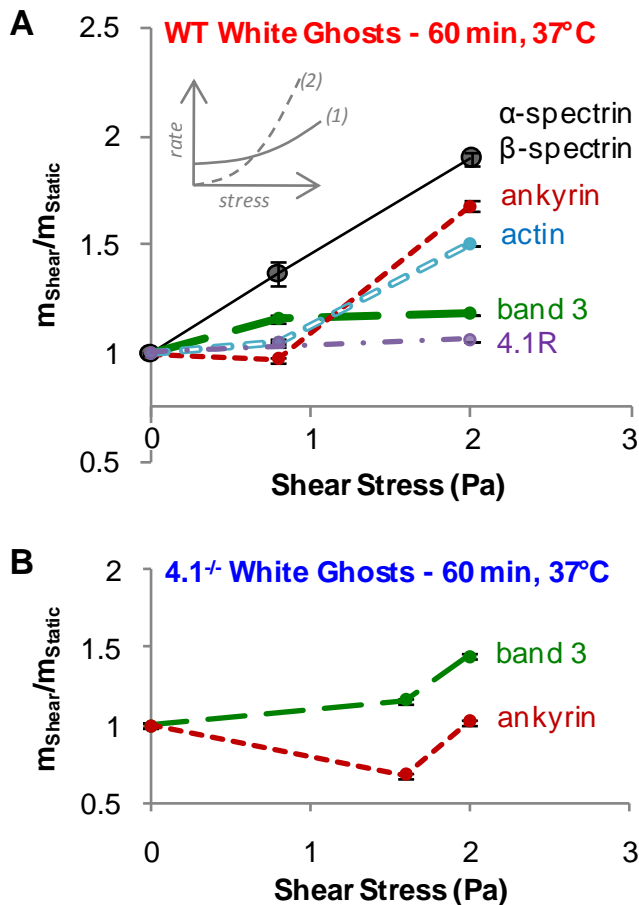 A
WT White Ghosts - 60 min, 37°C
2.5
2
1.5
1
0.5
mShear/mStatic
rate
stress
(2)
(1)
α-spectrin
β-spectrin
ankyrin
actin
band 3
4.1R
0
1
2
3
Shear Stress (Pa)
B
4.1-/- White Ghosts - 60 min, 37°C
2
1.5
1
0.5
mShear/mStatic
band 3
ankyrin
0
1
2
3
Shear Stress (Pa)